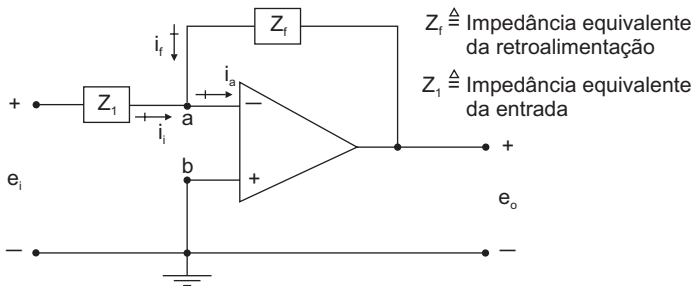 Z_f ≜ Impedância equivalente
da retroalimentação
Z_1 ≜ Impedância equivalente
da entrada
Z_f
i_f
i_a
+
Z_1
a
−
i_i
b
+
+
e_i
e_o
−
−